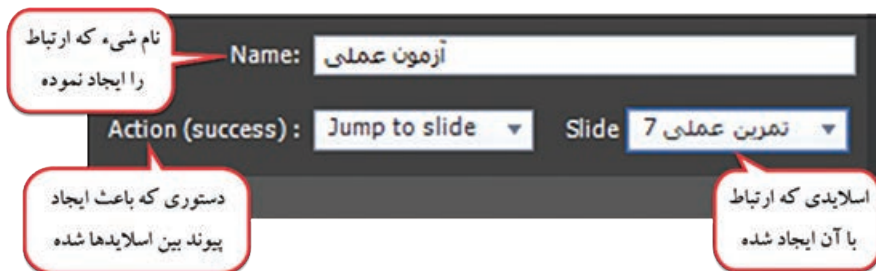 نام شیء که ارتباط
را ایجاد نموده
Name: آزمون عملی
Action (success) : Jump to slide Slide 7 تمرین عملی
دستوری که باعث ایجاد
پیوند بین اسلایدها شده
اسلایدی که ارتباط
با آن ایجاد شده